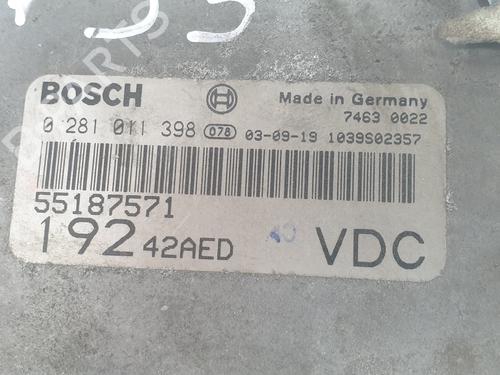 BOSCH Made in Germany
7463 0022
0 281 011 398 078 03-09-19 1039S02357
55187571
192 42AED VDC